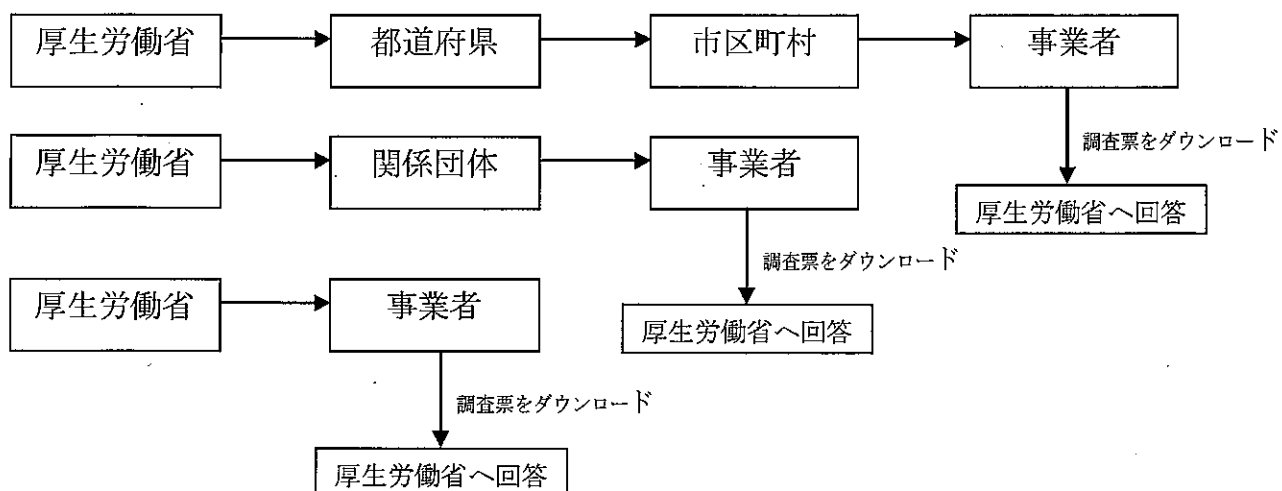 厚生労働省 都道府県 市区町村 事業者
調査票をダウンロード
厚生労働省へ回答
厚生労働省 関係団体 事業者
調査票をダウンロード
厚生労働省へ回答
厚生労働省 事業者
調査票をダウンロード
厚生労働省へ回答